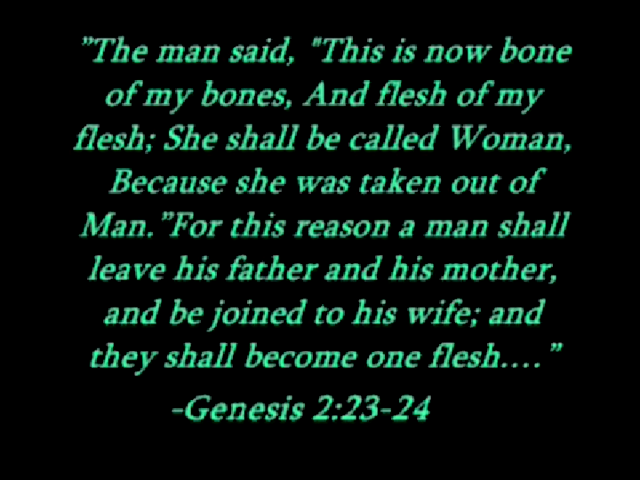 ”The man said, "This is now bone
of my bones, And flesh of my
flesh; She shall be called Woman,
Because she was taken out of
Man.”For this reason a man shall
leave his father and his mother,
and be joined to his wife; and
they shall become one flesh....”
-Genesis 2:23-24